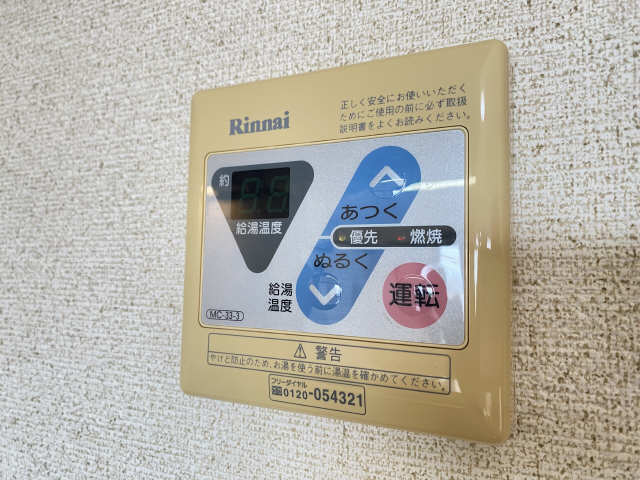 Rinnai
正しく安全にお使いいただく
ためにご使用の前に必ず取扱
説明書をよくお読みください。
約
給湯温度
あつく
優先 燃焼
ぬるく
給湯
温度
運転
MC-33-3
⚠ 警告
やけど防止のため、お湯を使う前に湯温を確かめてください。
フリーダイヤル
0120-054321